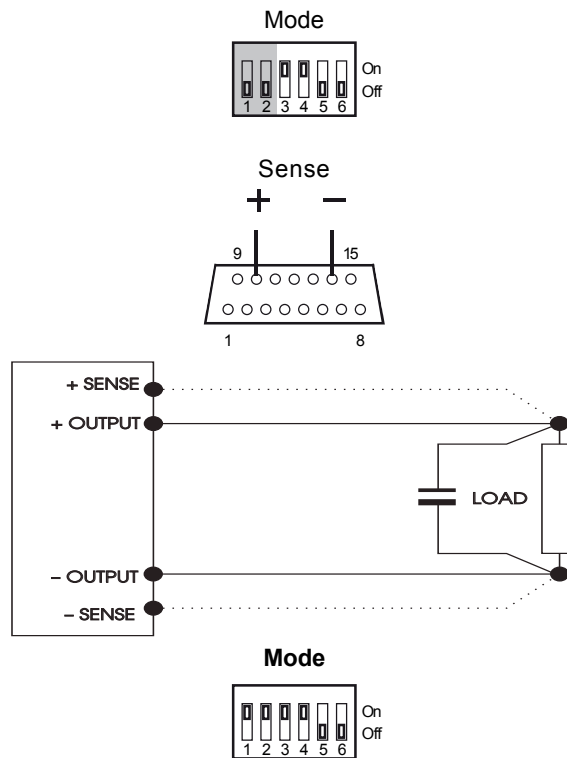 Mode
On
Off
1 2 3 4 5 6
Sense
+ −
9 15
1 8
+ SENSE
+ OUTPUT
LOAD
− OUTPUT
− SENSE
Mode
On
Off
1 2 3 4 5 6